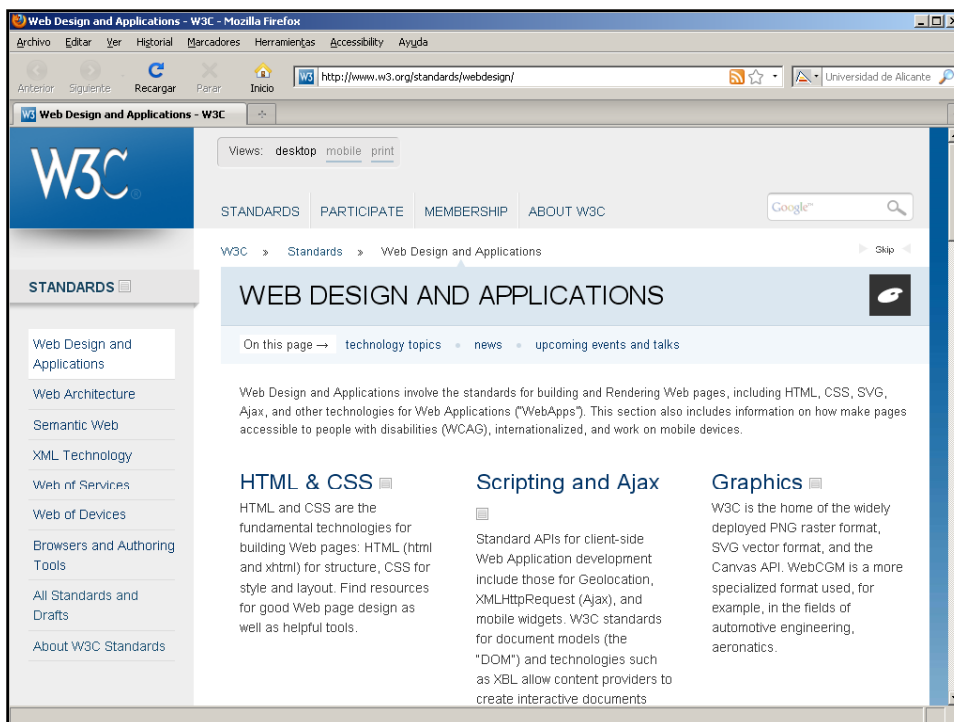 Web Design and Applications - W3C - Mozilla Firefox
Archivo Editar Ver Historial Marcadores Herramientas Accessibility Ayuda
Anterior Siguiente Recargar Parar Inicio
http://www.w3.org/standards/webdesign/
Universidad de Alicante
Web Design and Applications - W3C
W3C
Views: desktop mobile print
STANDARDS PARTICIPATE MEMBERSHIP ABOUT W3C
Google™
W3C » Standards » Web Design and Applications
Skip
STANDARDS
WEB DESIGN AND APPLICATIONS
On this page → technology topics • news • upcoming events and talks
Web Design and
Applications
Web Architecture
Semantic Web
XML Technology
Web of Services
Web of Devices
Browsers and Authoring
Tools
All Standards and
Drafts
About W3C Standards
Web Design and Applications involve the standards for building and Rendering Web pages, including HTML, CSS, SVG,
Ajax, and other technologies for Web Applications ("WebApps"). This section also includes information on how make pages
accessible to people with disabilities (WCAG), internationalized, and work on mobile devices.
HTML & CSS
HTML and CSS are the
fundamental technologies for
building Web pages: HTML (html
and xhtml) for structure, CSS for
style and layout. Find resources
for good Web page design as
well as helpful tools.
Scripting and Ajax
Standard APIs for client-side
Web Application development
include those for Geolocation,
XMLHttpRequest (Ajax), and
mobile widgets. W3C standards
for document models (the
"DOM") and technologies such
as XBL allow content providers to
create interactive documents
Graphics
W3C is the home of the widely
deployed PNG raster format,
SVG vector format, and the
Canvas API. WebCGM is a more
specialized format used, for
example, in the fields of
automotive engineering,
aeronatics.